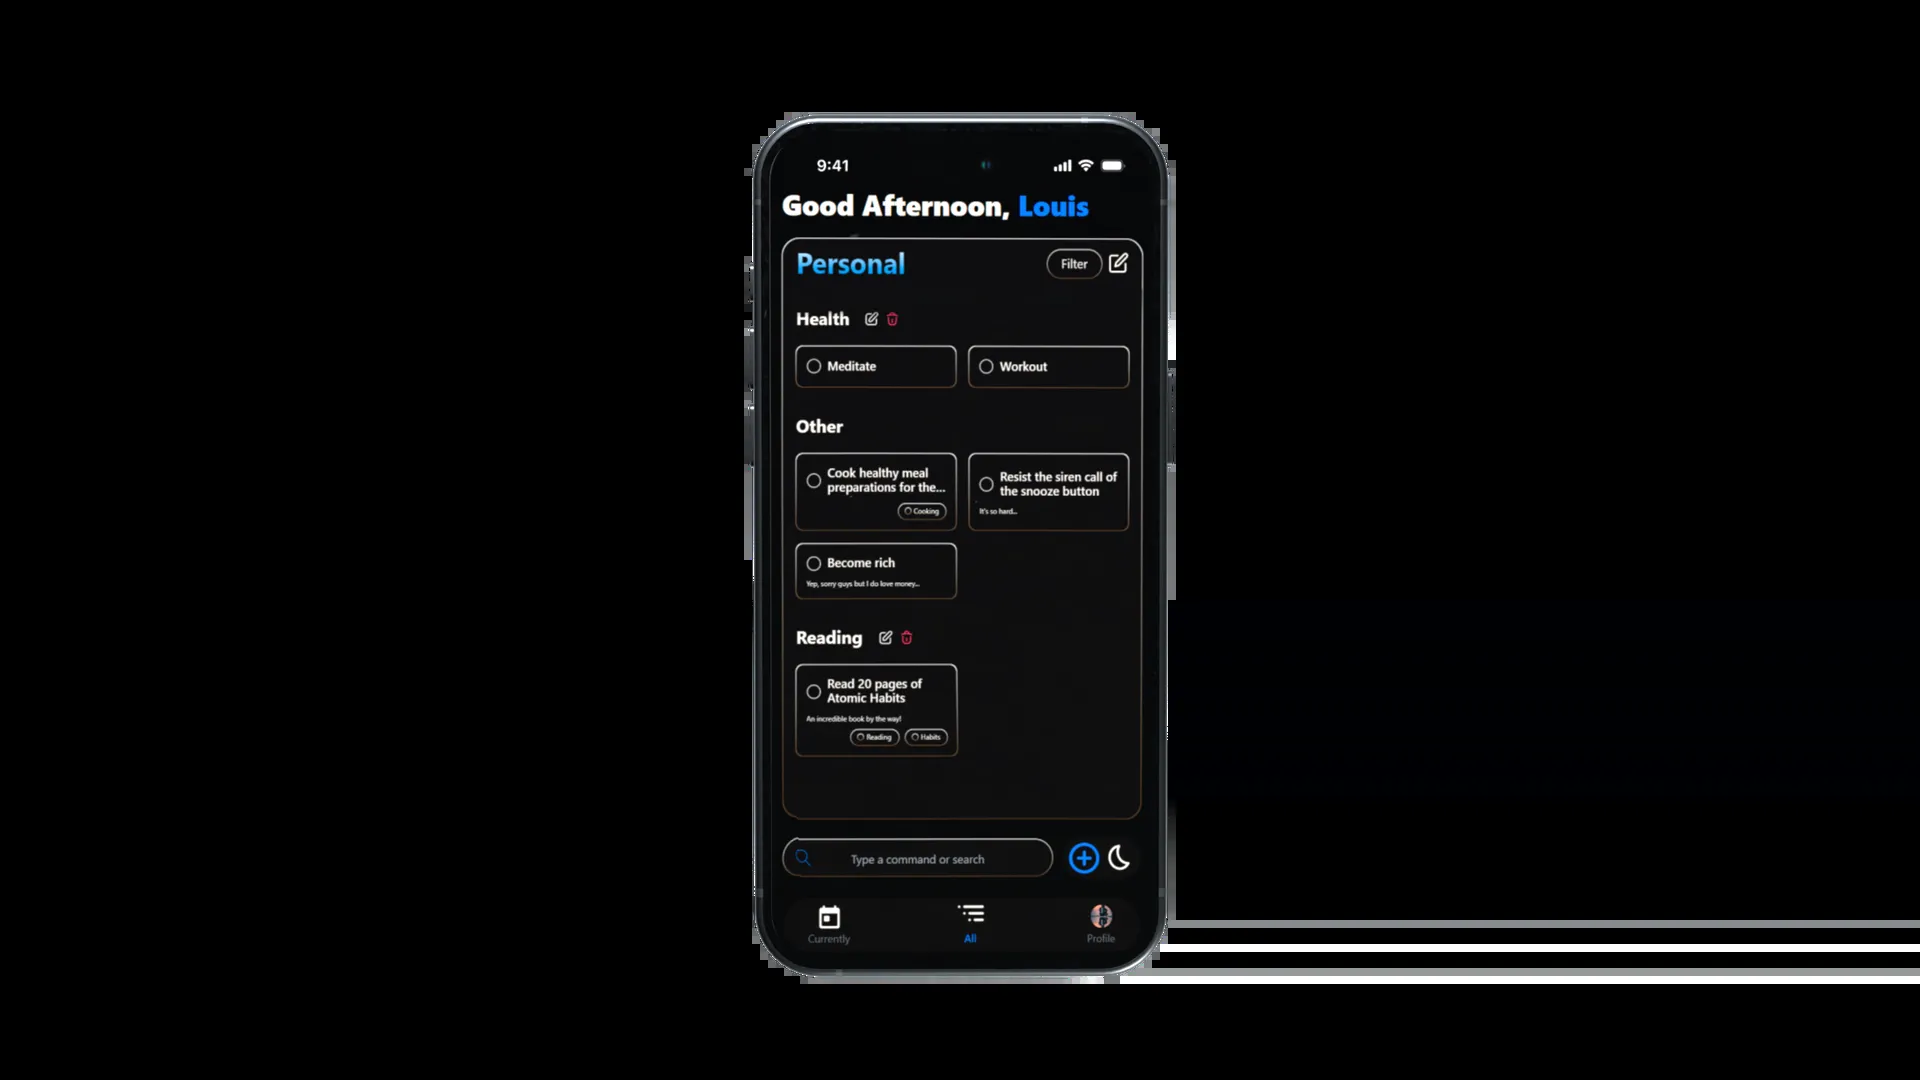 9:41
Good Afternoon, Louis
Personal
Filter
Health
Meditate
Workout
Other
Cook healthy meal
preparations for the...
Cooking
Resist the siren call of
the snooze button
It's so hard...
Become rich
Yep, sorry guys but I do love money...
Reading
Read 20 pages of
Atomic Habits
An incredible book by the way!
Reading
Habits
Type a command or search
Currently
All
Profile